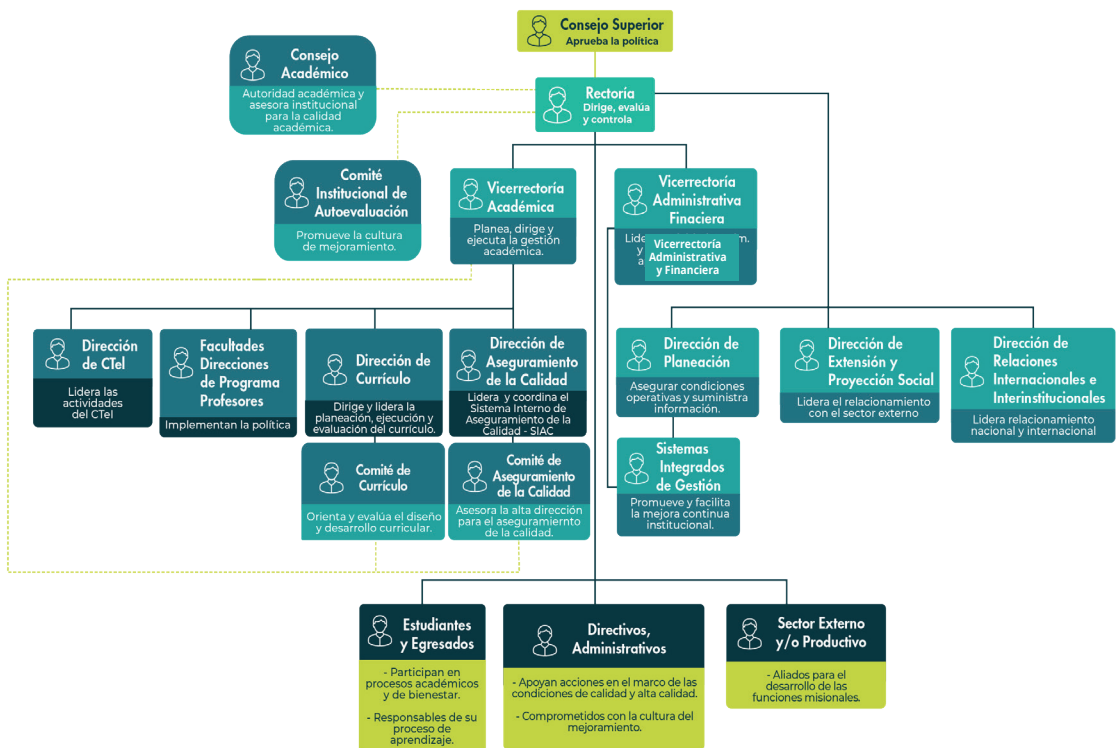 Consejo Superior
Aprueba la política
Consejo
Académico
Autoridad académica y
asesora institucional
para la calidad
académica.
Rectoría
Dirige, evalúa
y controla
Comité
Institucional de
Autoevaluación
Promueve la cultura
de mejoramiento.
Vicerrectoría
Académica
Planea, dirige y
ejecuta la gestión
académica.
Vicerrectoría
Administrativa
Finaciera
Vicerrectoría
Administrativa
y Financiera
Dirección
de CTeI
Lidera las
actividades
del CTeI
Facultades
Direcciones
de Programa
Profesores
Implementan la política
Dirección de
Currículo
Dirige y lidera la
planeación, ejecución y
evaluación del currículo.
Dirección de
Aseguramiento
de la Calidad
Lidera y coordina el
Sistema Interno de
Aseguramiento de la
Calidad - SIAC
Dirección de
Planeación
Asegurar condiciones
operativas y suministra
información.
Dirección de
Extensión y
Proyección Social
Lidera el relacionamiento
con el sector externo
Dirección de
Relaciones
Internacionales e
Interinstitucionales
Lidera relacionamiento
nacional y internacional
Comité de
Currículo
Orienta y evalúa el diseño
y desarrollo curricular.
Comité de
Aseguramiento
de la Calidad
Asesora la alta dirección
para el aseguramiernto
de la calidad.
Sistemas
Integrados
de Gestión
Promueve y facilita
la mejora continua
institucional.
Estudiantes
y Egresados
- Participan en
procesos académicos
y de bienestar.
- Responsables de su
proceso de
aprendizaje.
Directivos,
Administrativos
- Apoyan acciones en el marco de las
condiciones de calidad y alta calidad.
- Comprometidos con la cultura del
mejoramiento.
Sector Externo
y/o Productivo
- Aliados para el
desarrollo de las
funciones misionales.